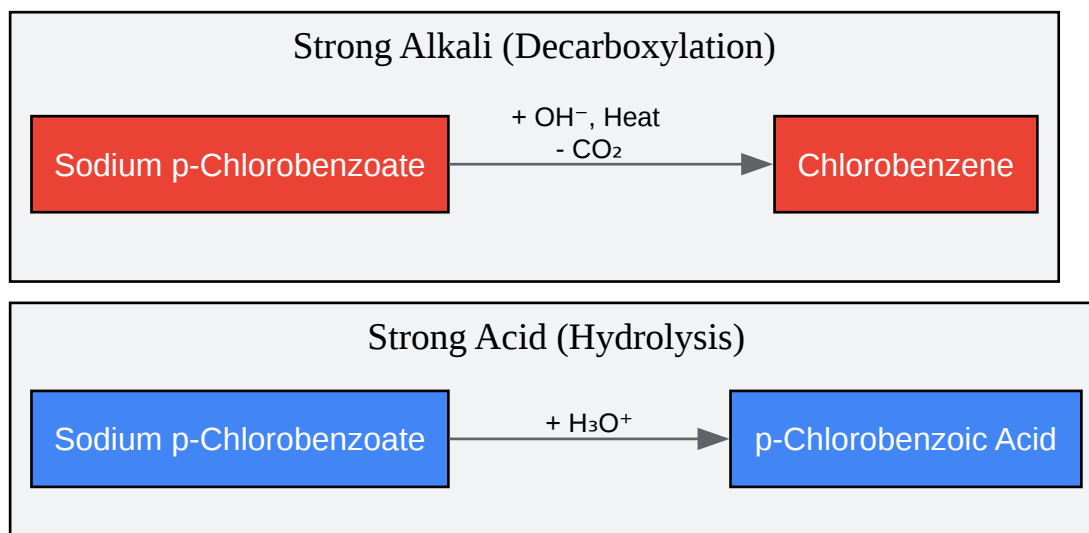 Strong Alkali (Decarboxylation)
+ OH⁻, Heat
- CO₂
Sodium p-Chlorobenzoate
Chlorobenzene
Strong Acid (Hydrolysis)
+ H₃O⁺
Sodium p-Chlorobenzoate
p-Chlorobenzoic Acid